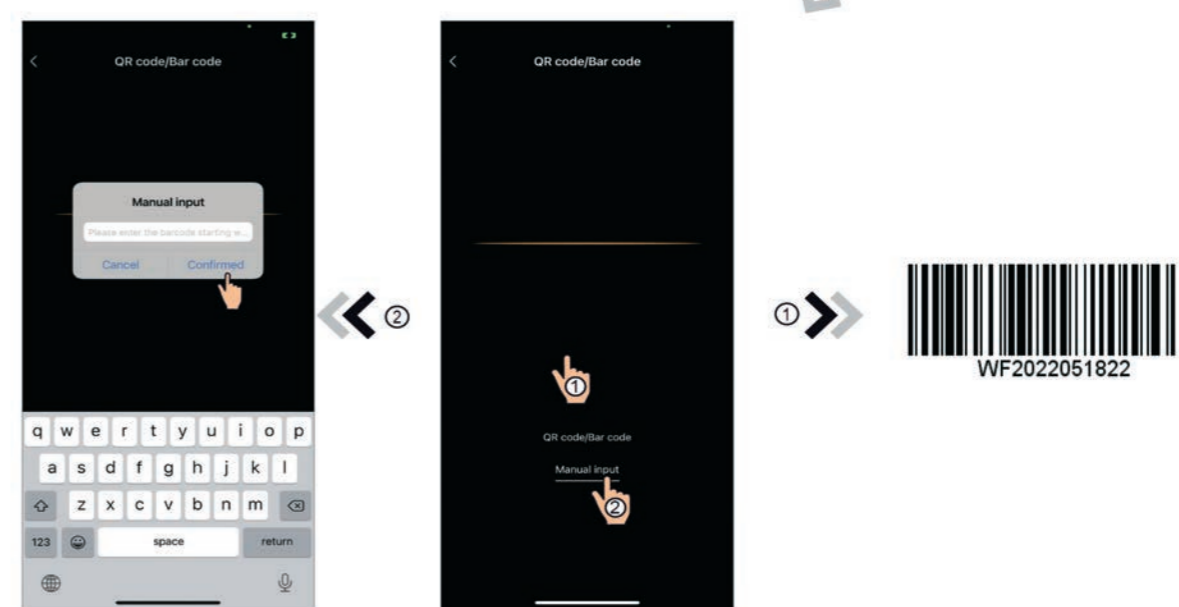 QR code/Bar code
Manual input
Please enter the barcode starting w...
Cancel
Confirmed
q w e r t y u i o p
a s d f g h j k l
z x c v b n m
123
space
return
②
QR code/Bar code
①
QR code/Bar code
Manual input
②
①
WF2022051822